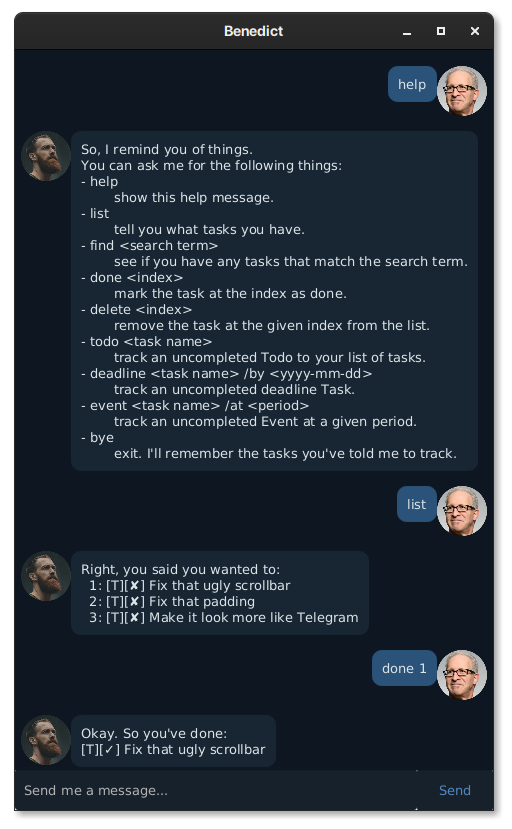 Benedict
help
So, I remind you of things.
You can ask me for the following things:
- help
show this help message.
- list
tell you what tasks you have.
- find <search term>
see if you have any tasks that match the search term.
- done <index>
mark the task at the index as done.
- delete <index>
remove the task at the given index from the list.
- todo <task name>
track an uncompleted Todo to your list of tasks.
- deadline <task name> /by <yyyy-mm-dd>
track an uncompleted deadline Task.
- event <task name> /at <period>
track an uncompleted Event at a given period.
- bye
exit. I'll remember the tasks you've told me to track.
list
Right, you said you wanted to:
1: [T][✘] Fix that ugly scrollbar
2: [T][✘] Fix that padding
3: [T][✘] Make it look more like Telegram
done 1
Okay. So you've done:
[T][✓] Fix that ugly scrollbar
Send me a message...
Send